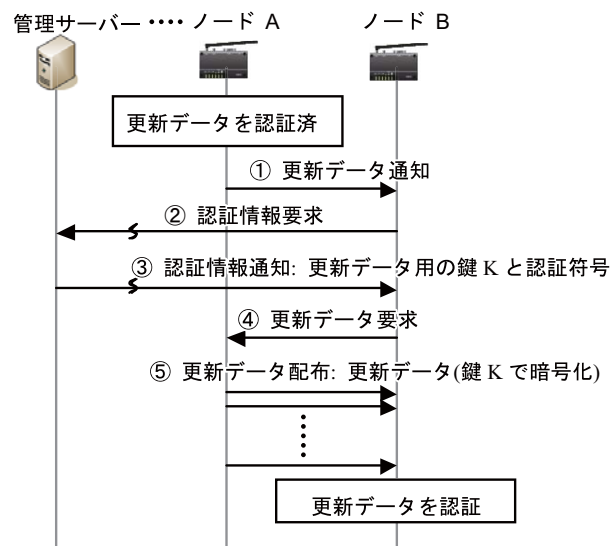 管理サーバー ・・・・ ノード A ノード B
更新データを認証済
① 更新データ通知
② 認証情報要求
③ 認証情報通知: 更新データ用の鍵 K と認証符号
④ 更新データ要求
⑤ 更新データ配布: 更新データ(鍵 K で暗号化)
更新データを認証